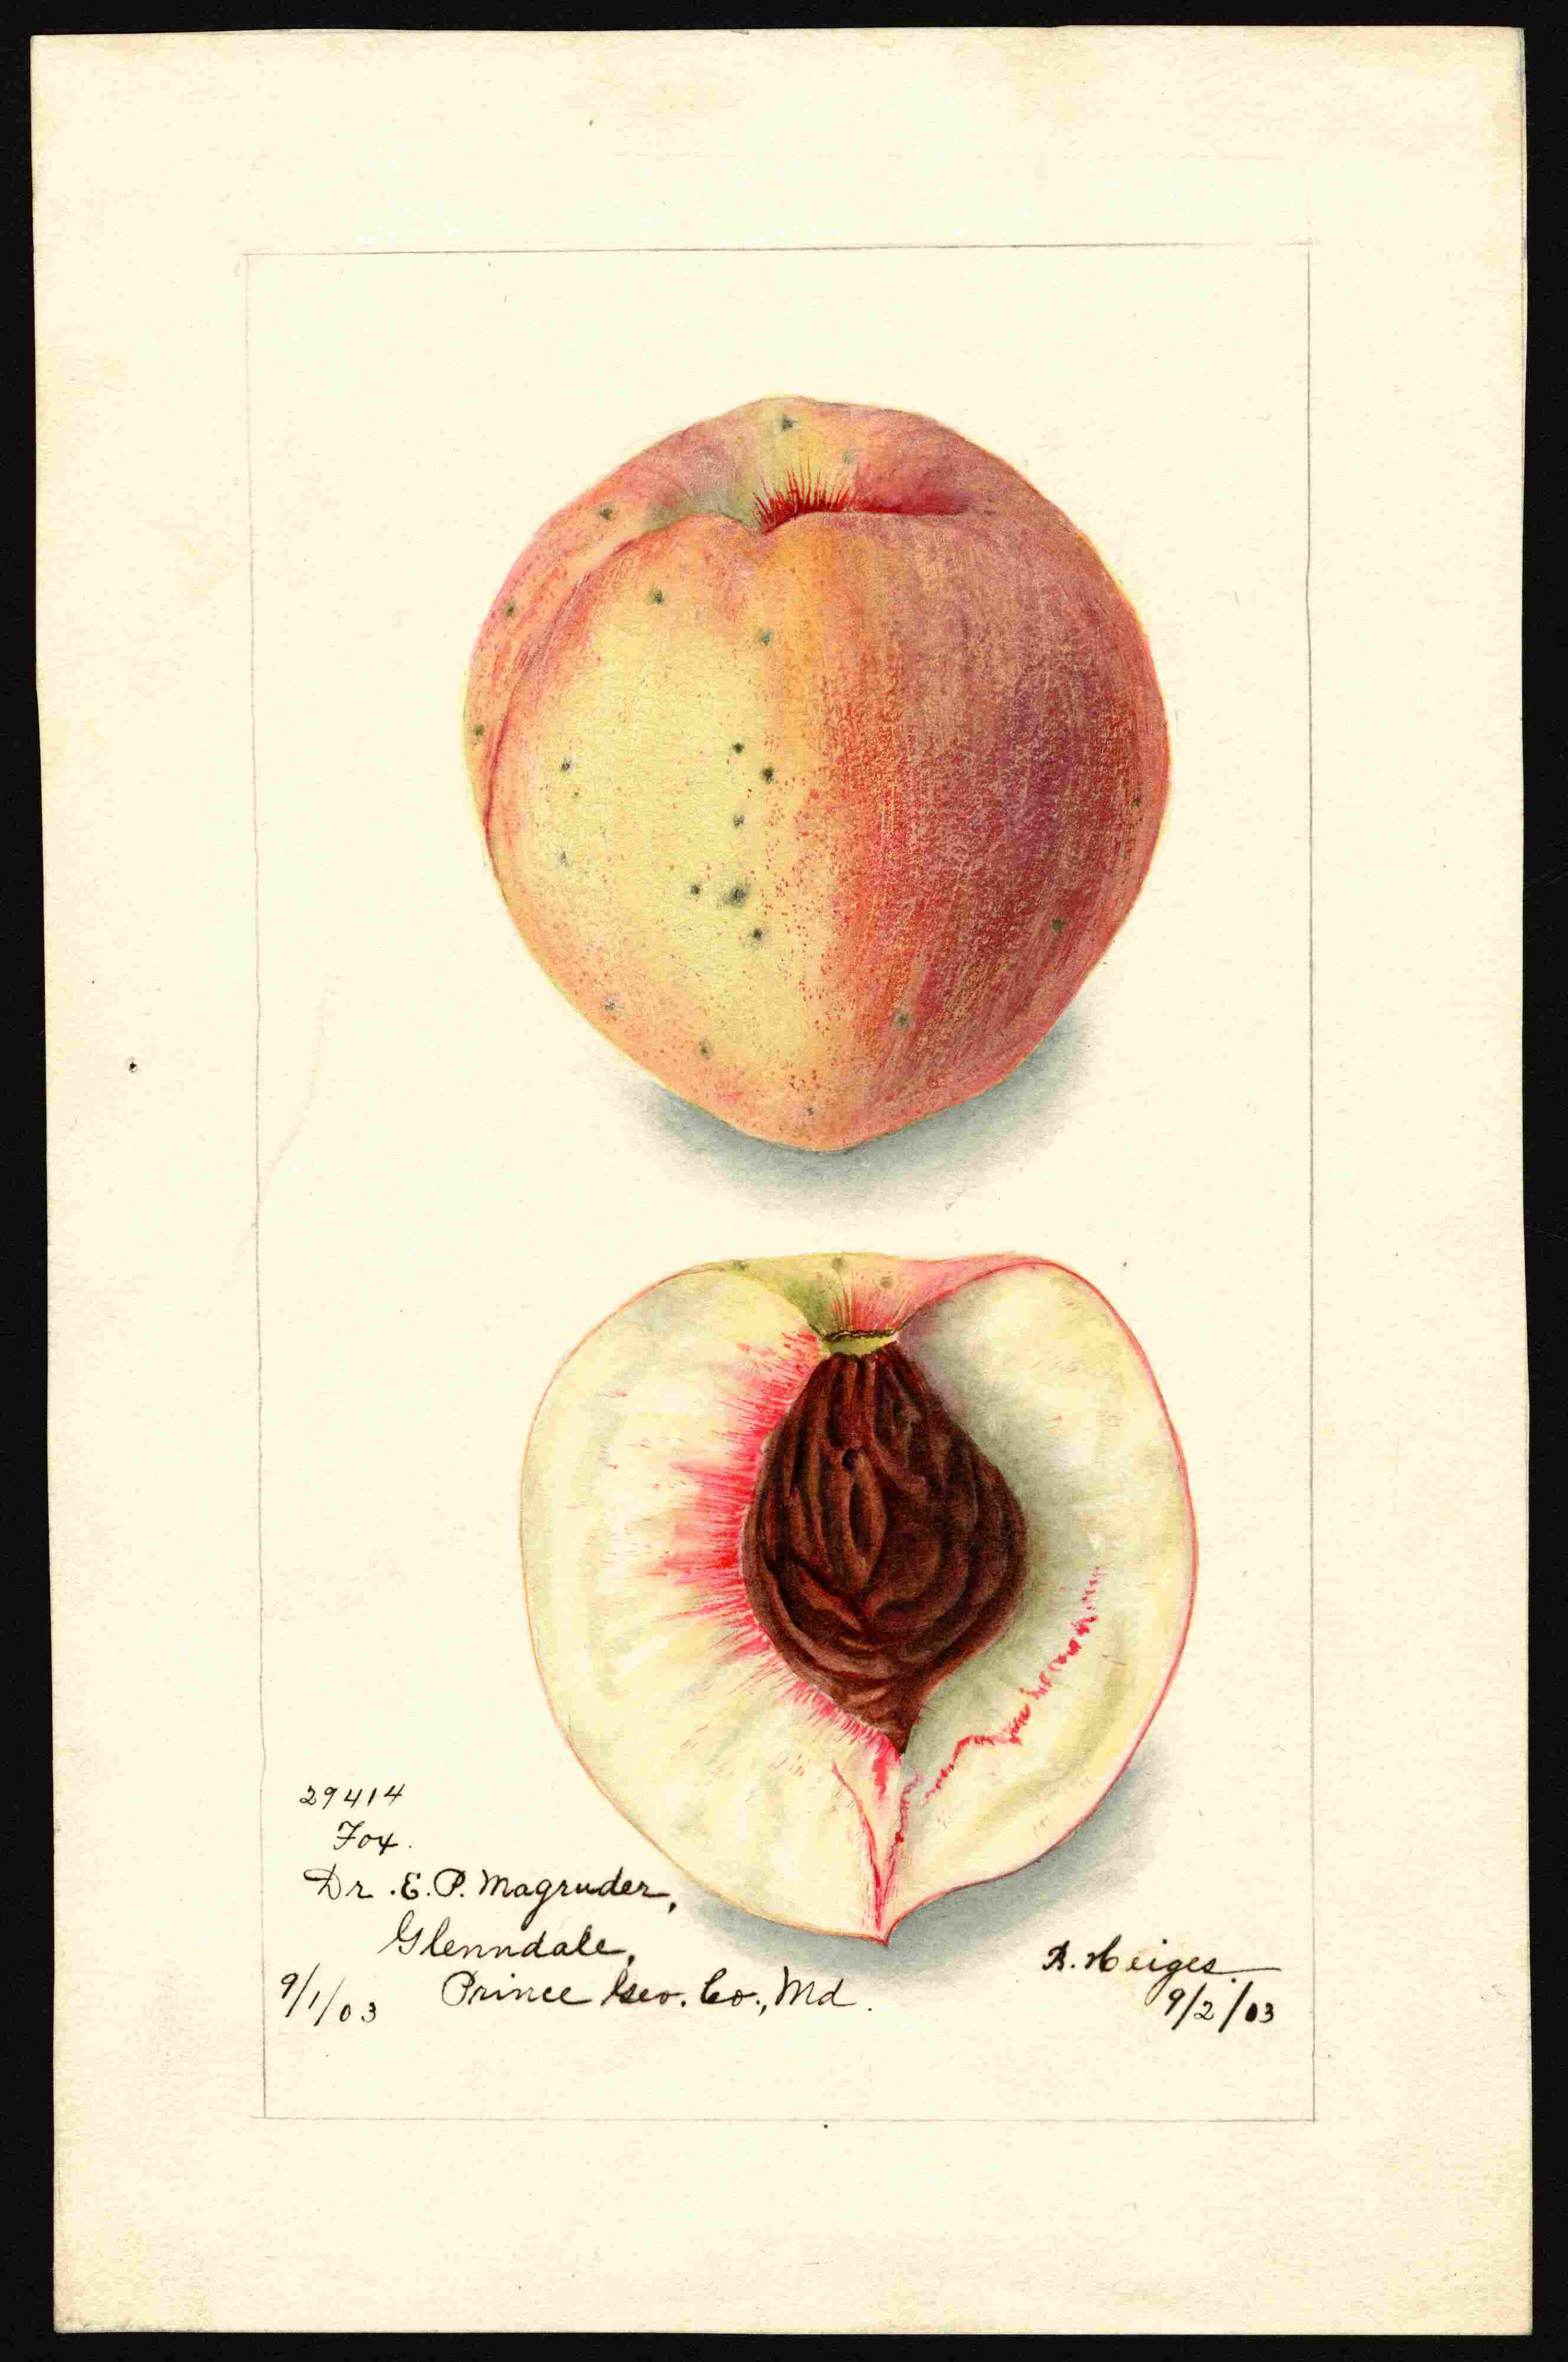 29414
Fox.
Dr. E. P. Magruder,
Glenndale,
9/1/03 Prince Geo. Co., Md.
B. Heiges.
9/2/03